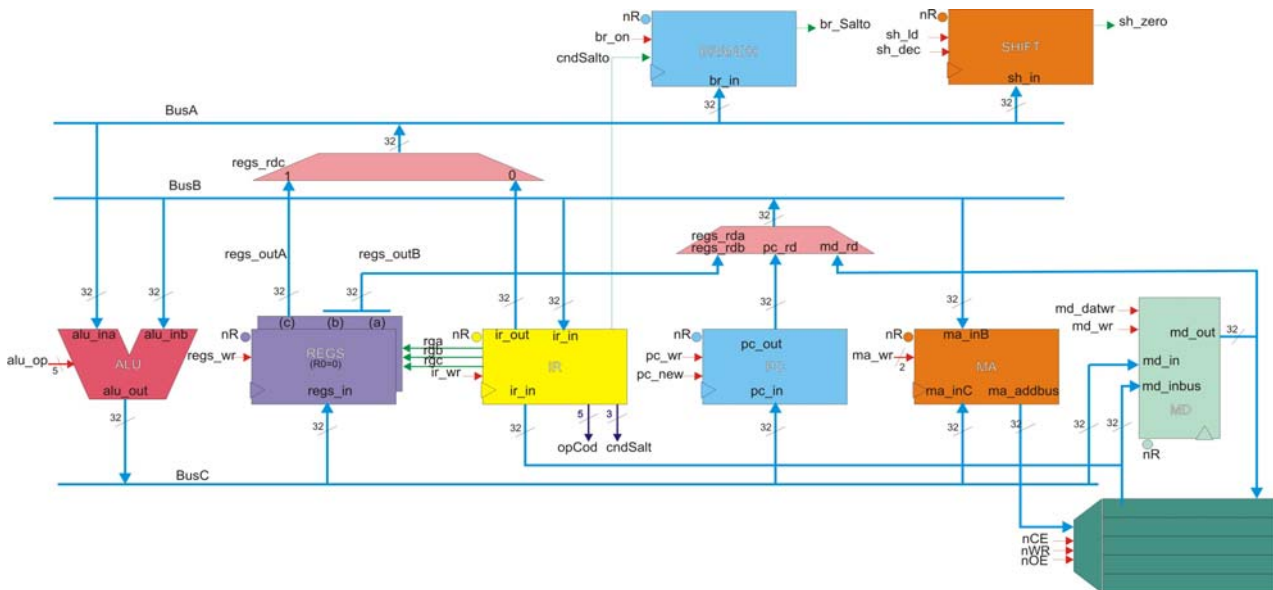 nR
br_on
cndSalto
br_Salto
br_in
32
nR
sh_ld
sh_dec
SHIFT
sh_zero
sh_in
32
BusA
32
regs_rdc
1
0
BusB
32
regs_rda
regs_rdb
pc_rd
md_rd
regs_outA
regs_outB
32
32
32
32
32
32
32
32
32
alu_ina
alu_inb
ALU
alu_op
5
alu_out
32
nR
regs_wr
(c)
(b)
(a)
REGS
(R0=0)
regs_in
32
nR
ir_out
ir_in
rga
rgb
rgc
ir_wr
IR
ir_in
32
5
3
opCod
cndSalt
nR
pc_wr
pc_new
pc_out
pc_in
32
nR
ma_wr
2
ma_inB
MA
ma_inC
ma_addbus
32
32
md_datwr
md_wr
md_out
md_in
md_inbus
MD
nR
32
32
32
BusC
nCE
nWR
nOE